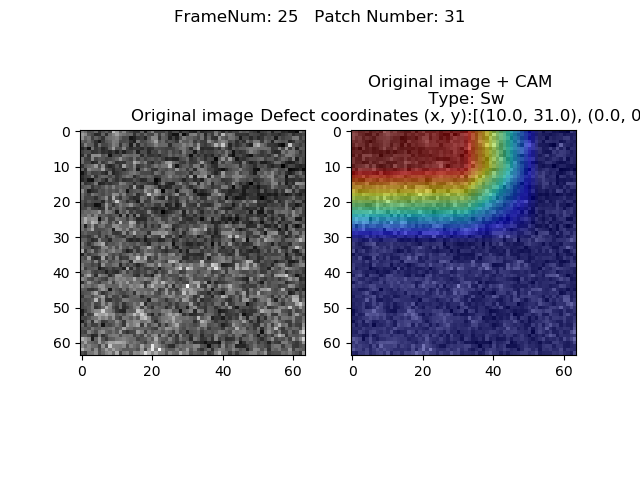 FrameNum: 25   Patch Number: 31
Original image + CAM
Type: Sw
Original image
Defect coordinates (x, y):[(10.0, 31.0), (0.0, 0
0
10
20
30
40
50
60
0 20 40 60
0
10
20
30
40
50
60
0 20 40 60